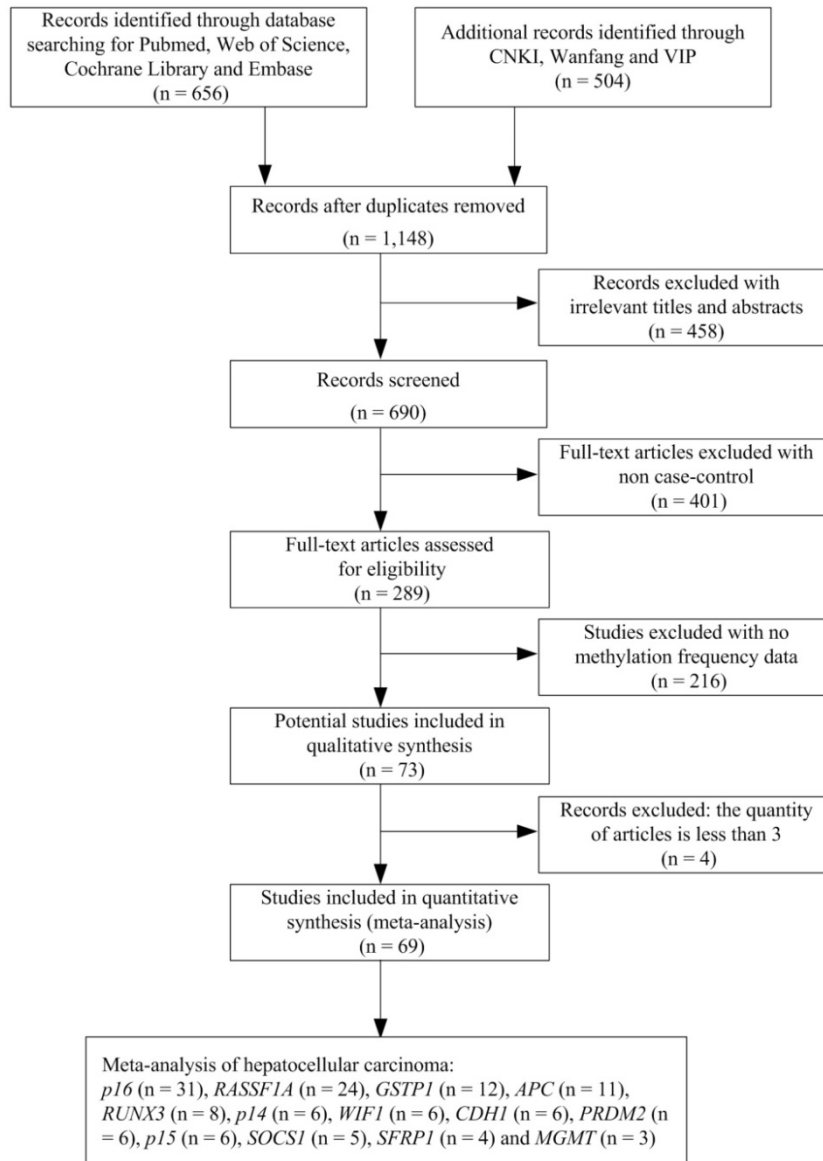 Records identified through database
searching for Pubmed, Web of Science,
Cochrane Library and Embase
(n = 656)
Additional records identified through
CNKI, Wanfang and VIP
(n = 504)
Records after duplicates removed
(n = 1,148)
Records excluded with
irrelevant titles and abstracts
(n = 458)
Records screened
(n = 690)
Full-text articles excluded with
non case-control
(n = 401)
Full-text articles assessed
for eligibility
(n = 289)
Studies excluded with no
methylation frequency data
(n = 216)
Potential studies included in
qualitative synthesis
(n = 73)
Records excluded: the quantity
of articles is less than 3
(n = 4)
Studies included in quantitative
synthesis (meta-analysis)
(n = 69)
Meta-analysis of hepatocellular carcinoma:
p16 (n = 31), RASSF1A (n = 24), GSTP1 (n = 12), APC (n = 11),
RUNX3 (n = 8), p14 (n = 6), WIF1 (n = 6), CDH1 (n = 6), PRDM2 (n
= 6), p15 (n = 6), SOCS1 (n = 5), SFRP1 (n = 4) and MGMT (n = 3)